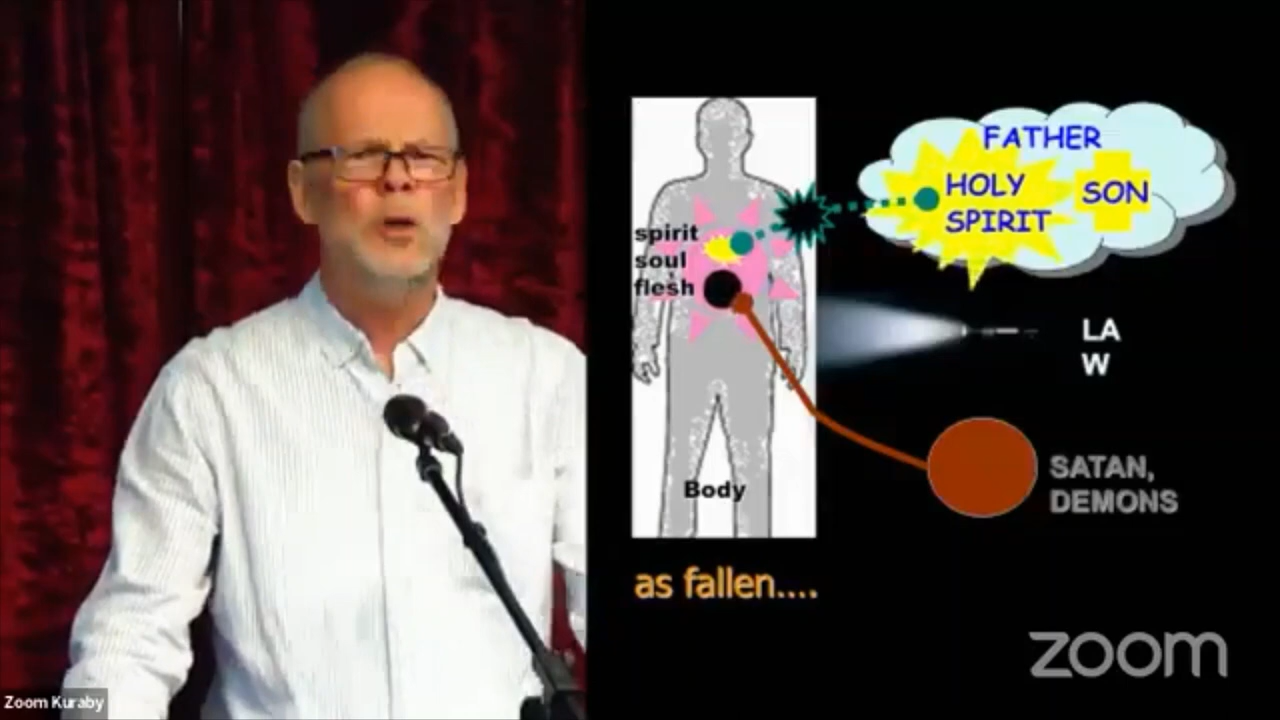 Zoom Kuraby
spirit
soul
flesh
Body
as fallen....
FATHER
HOLY
SPIRIT
SON
LA
W
SATAN,
DEMONS
zoom